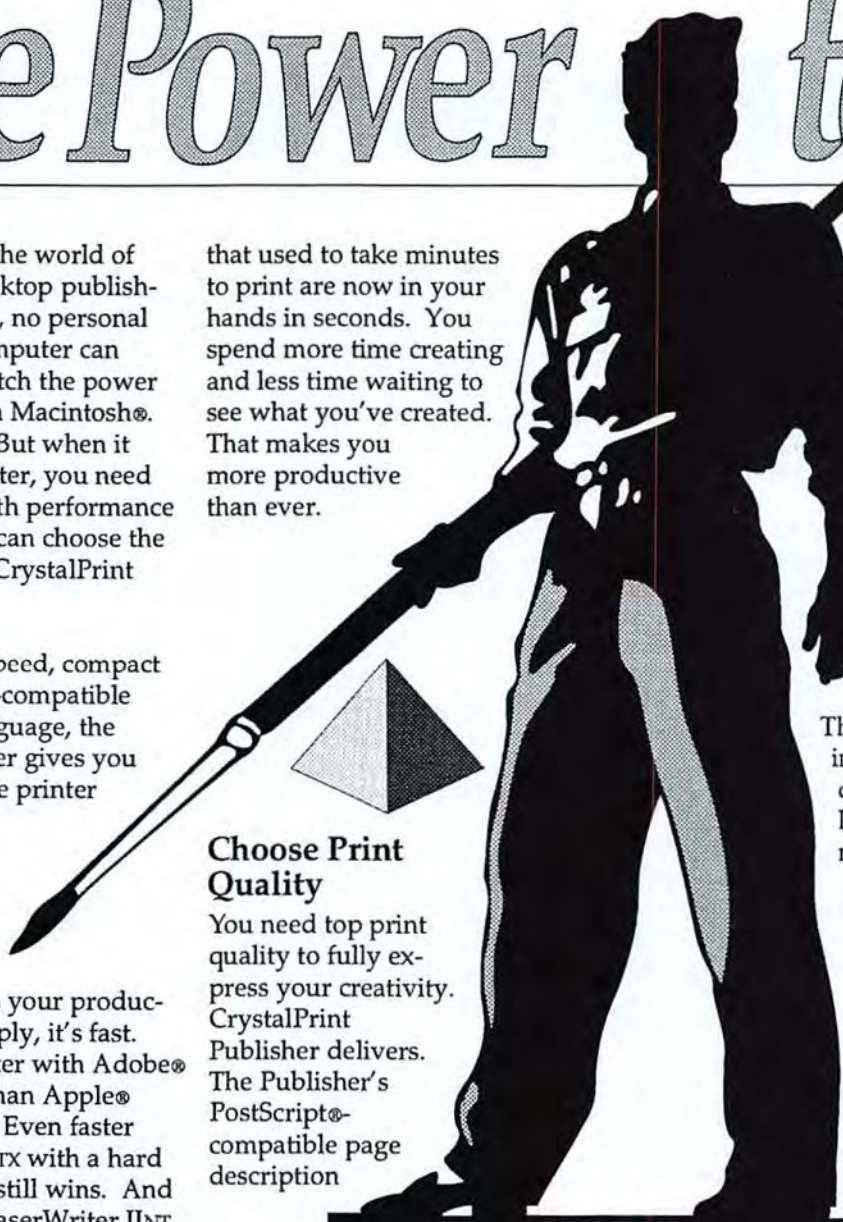 e Power t
he world of
ktop publish-
, no personal
mputer can
tch the power
Macintosh®.
But when it
ter, you need
th performance
can choose the
CrystalPrint
peed, compact
-compatible
guage, the
er gives you
e printer
your produc-
ply, it's fast.
ter with Adobe®
han Apple®
Even faster
TX with a hard
still wins. And
aserWriter IINT
that used to take minutes
to print are now in your
hands in seconds. You
spend more time creating
and less time waiting to
see what you've created.
That makes you
more productive
than ever.
Choose Print
Quality
You need top print
quality to fully ex-
press your creativity.
CrystalPrint
Publisher delivers.
The Publisher's
PostScript®-
compatible page
description
Th
in